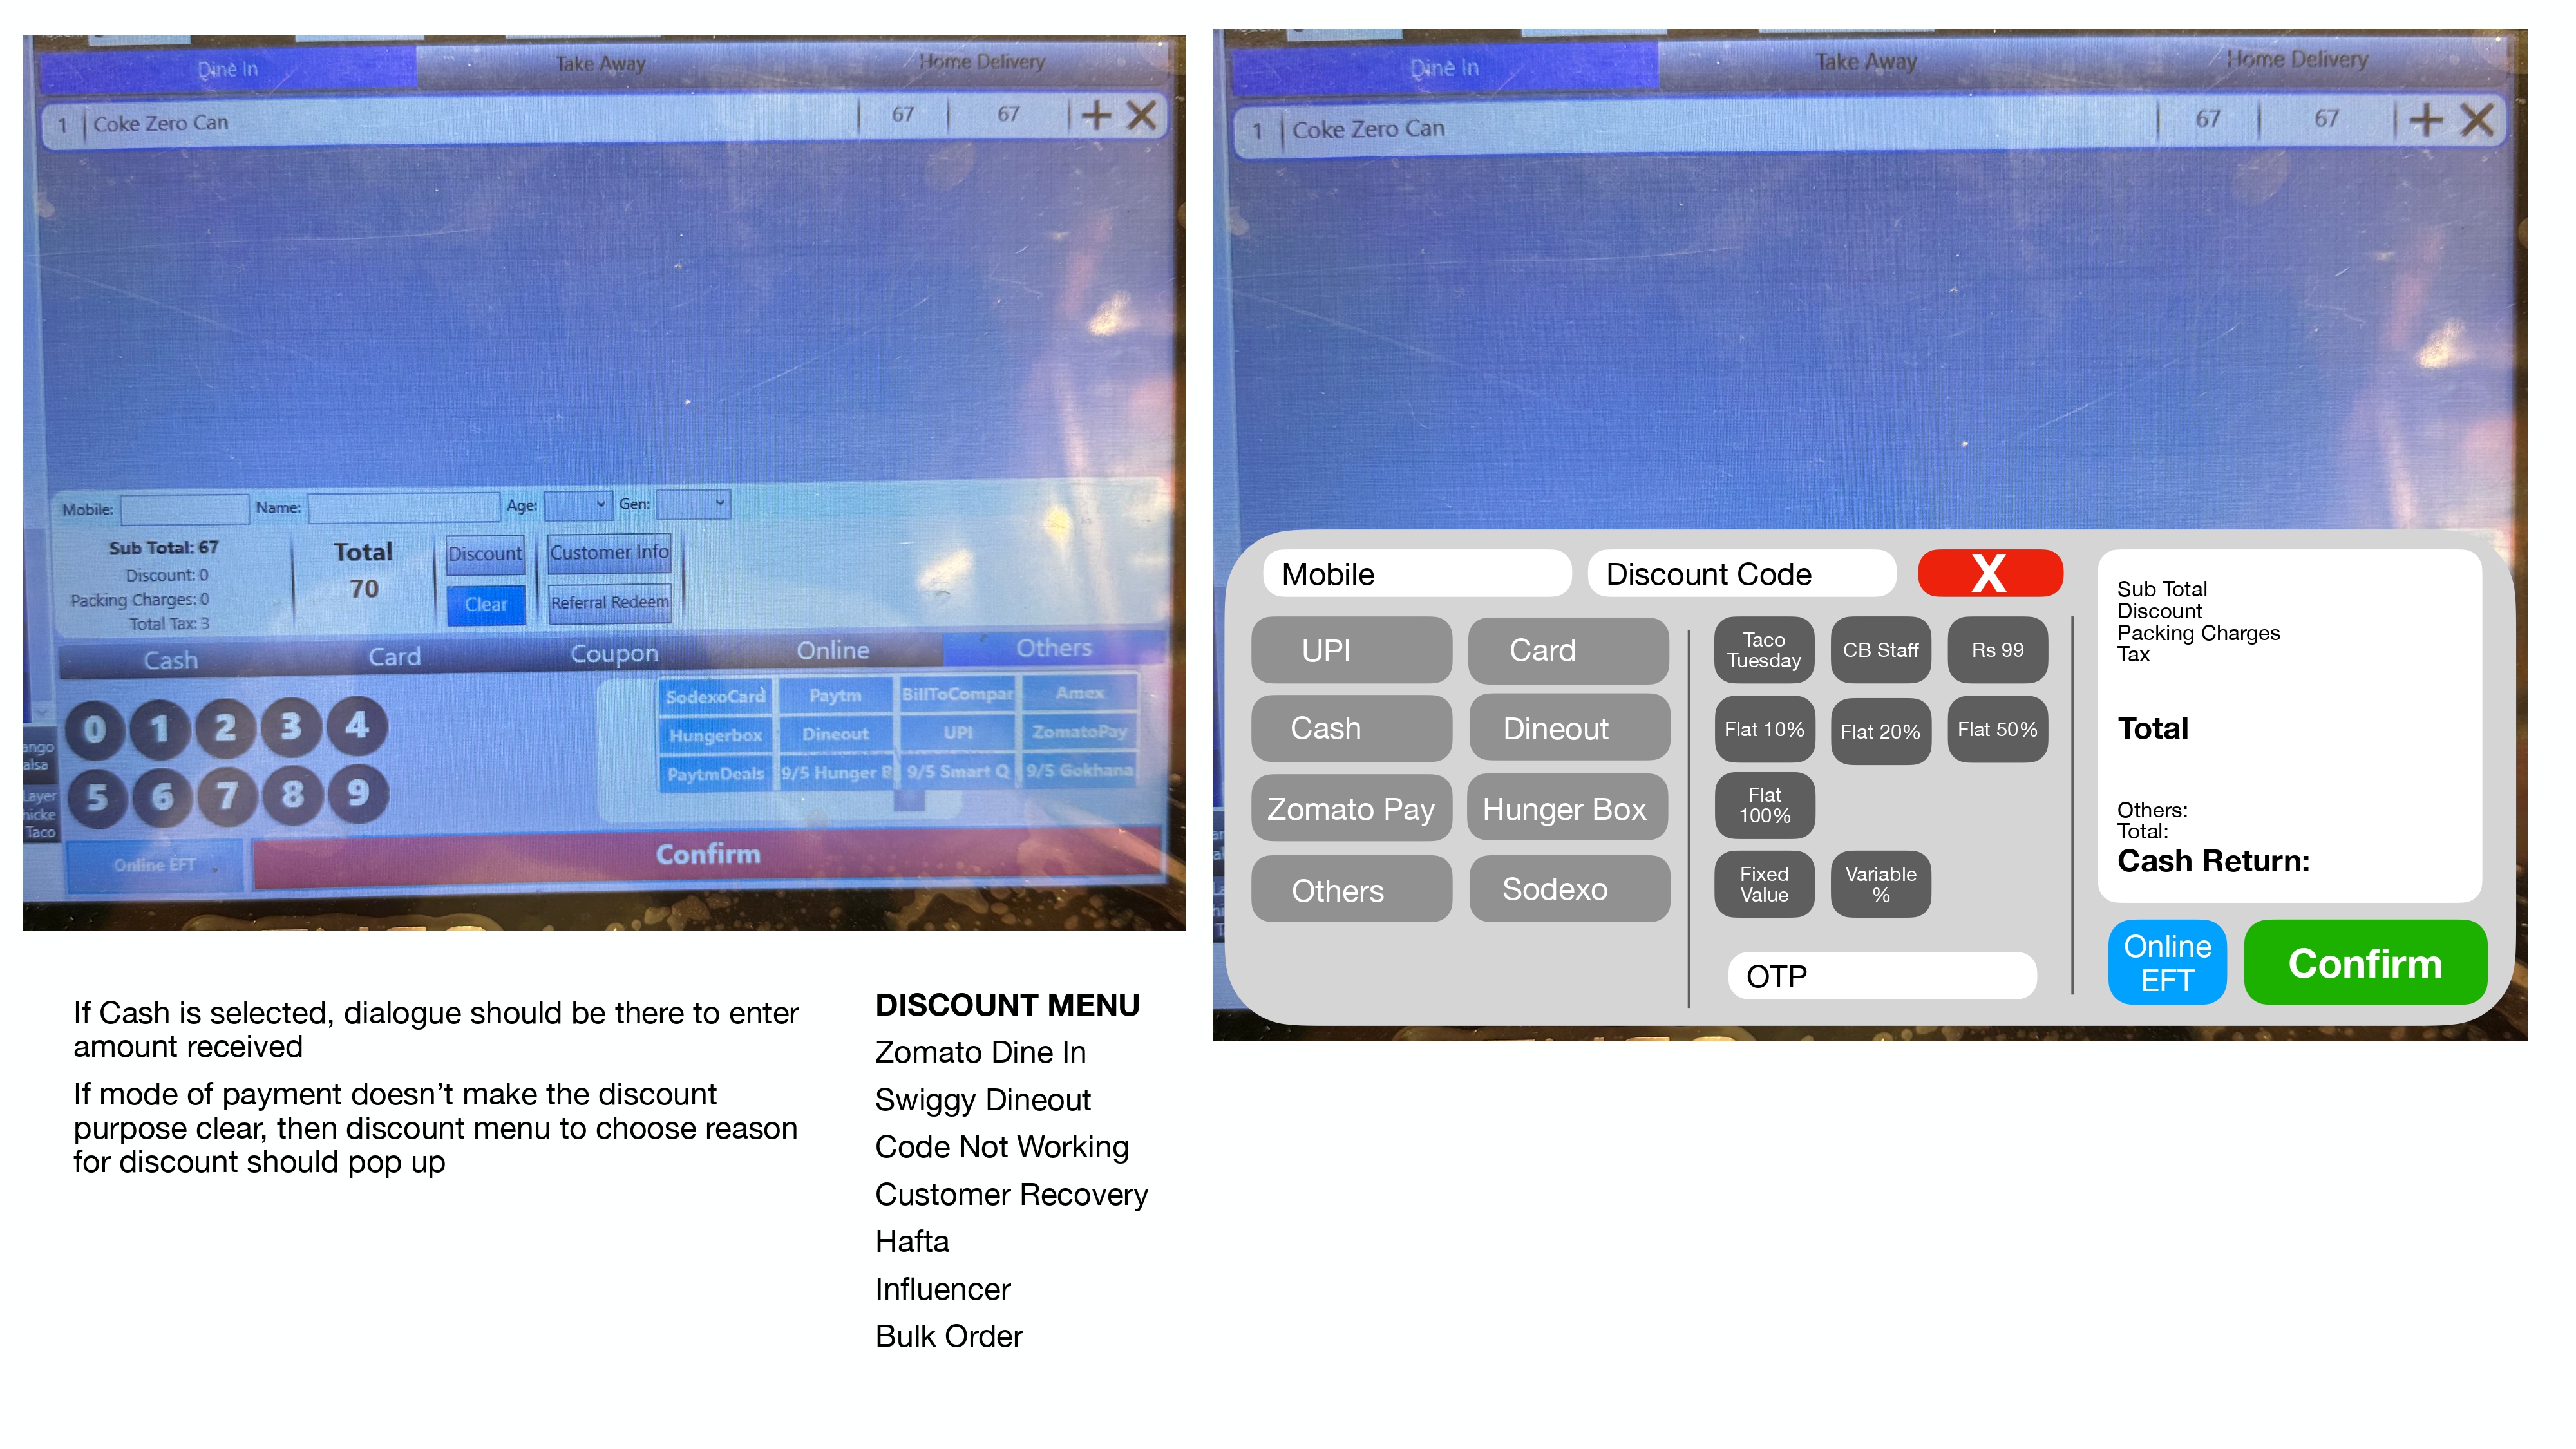 Dine In Take Away Home Delivery
1 Coke Zero Can 67 67 + X
Mobile: Name: Age: Gen:
Sub Total: 67
Discount: 0
Packing Charges: 0
Total Tax: 3
Total
70
Discount
Clear
Customer Info
Referral Redeem
Cash Card Coupon Online Others
0 1 2 3 4
5 6 7 8 9
SodexoCard Paytm BillToCompar Amex
Hungerbox Dineout UPI ZomatoPay
PaytmDeals 9/5 Hunger B 9/5 Smart Q 9/5 Gokhana
ango
alsa
Layer
hicke
Taco
Online EFT
Confirm
If Cash is selected, dialogue should be there to enter
amount received
If mode of payment doesn’t make the discount
purpose clear, then discount menu to choose reason
for discount should pop up
DISCOUNT MENU
Zomato Dine In
Swiggy Dineout
Code Not Working
Customer Recovery
Hafta
Influencer
Bulk Order
Dine In Take Away Home Delivery
1 Coke Zero Can 67 67 + X
Mobile
Discount Code
X
UPI
Card
Cash
Dineout
Zomato Pay
Hunger Box
Others
Sodexo
Taco
Tuesday
CB Staff
Rs 99
Flat 10%
Flat 20%
Flat 50%
Flat
100%
Fixed
Value
Variable
%
OTP
Sub Total
Discount
Packing Charges
Tax
Total
Others:
Total:
Cash Return:
Online
EFT
Confirm